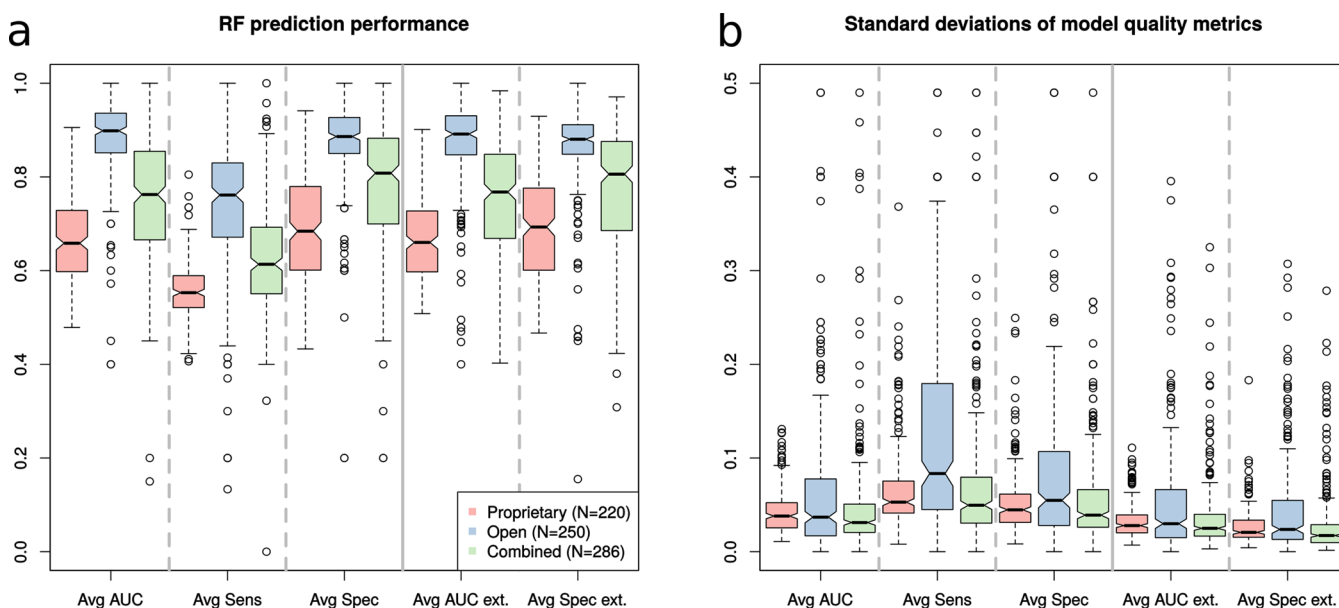 a
RF prediction performance
1.0
0.8
0.6
0.4
0.2
0.0
Proprietary (N=220)
Open (N=250)
Combined (N=286)
Avg AUC
Avg Sens
Avg Spec
Avg AUC ext.
Avg Spec ext.
b
Standard deviations of model quality metrics
0.5
0.4
0.3
0.2
0.1
0.0
Avg AUC
Avg Sens
Avg Spec
Avg AUC ext.
Avg Spec ext.